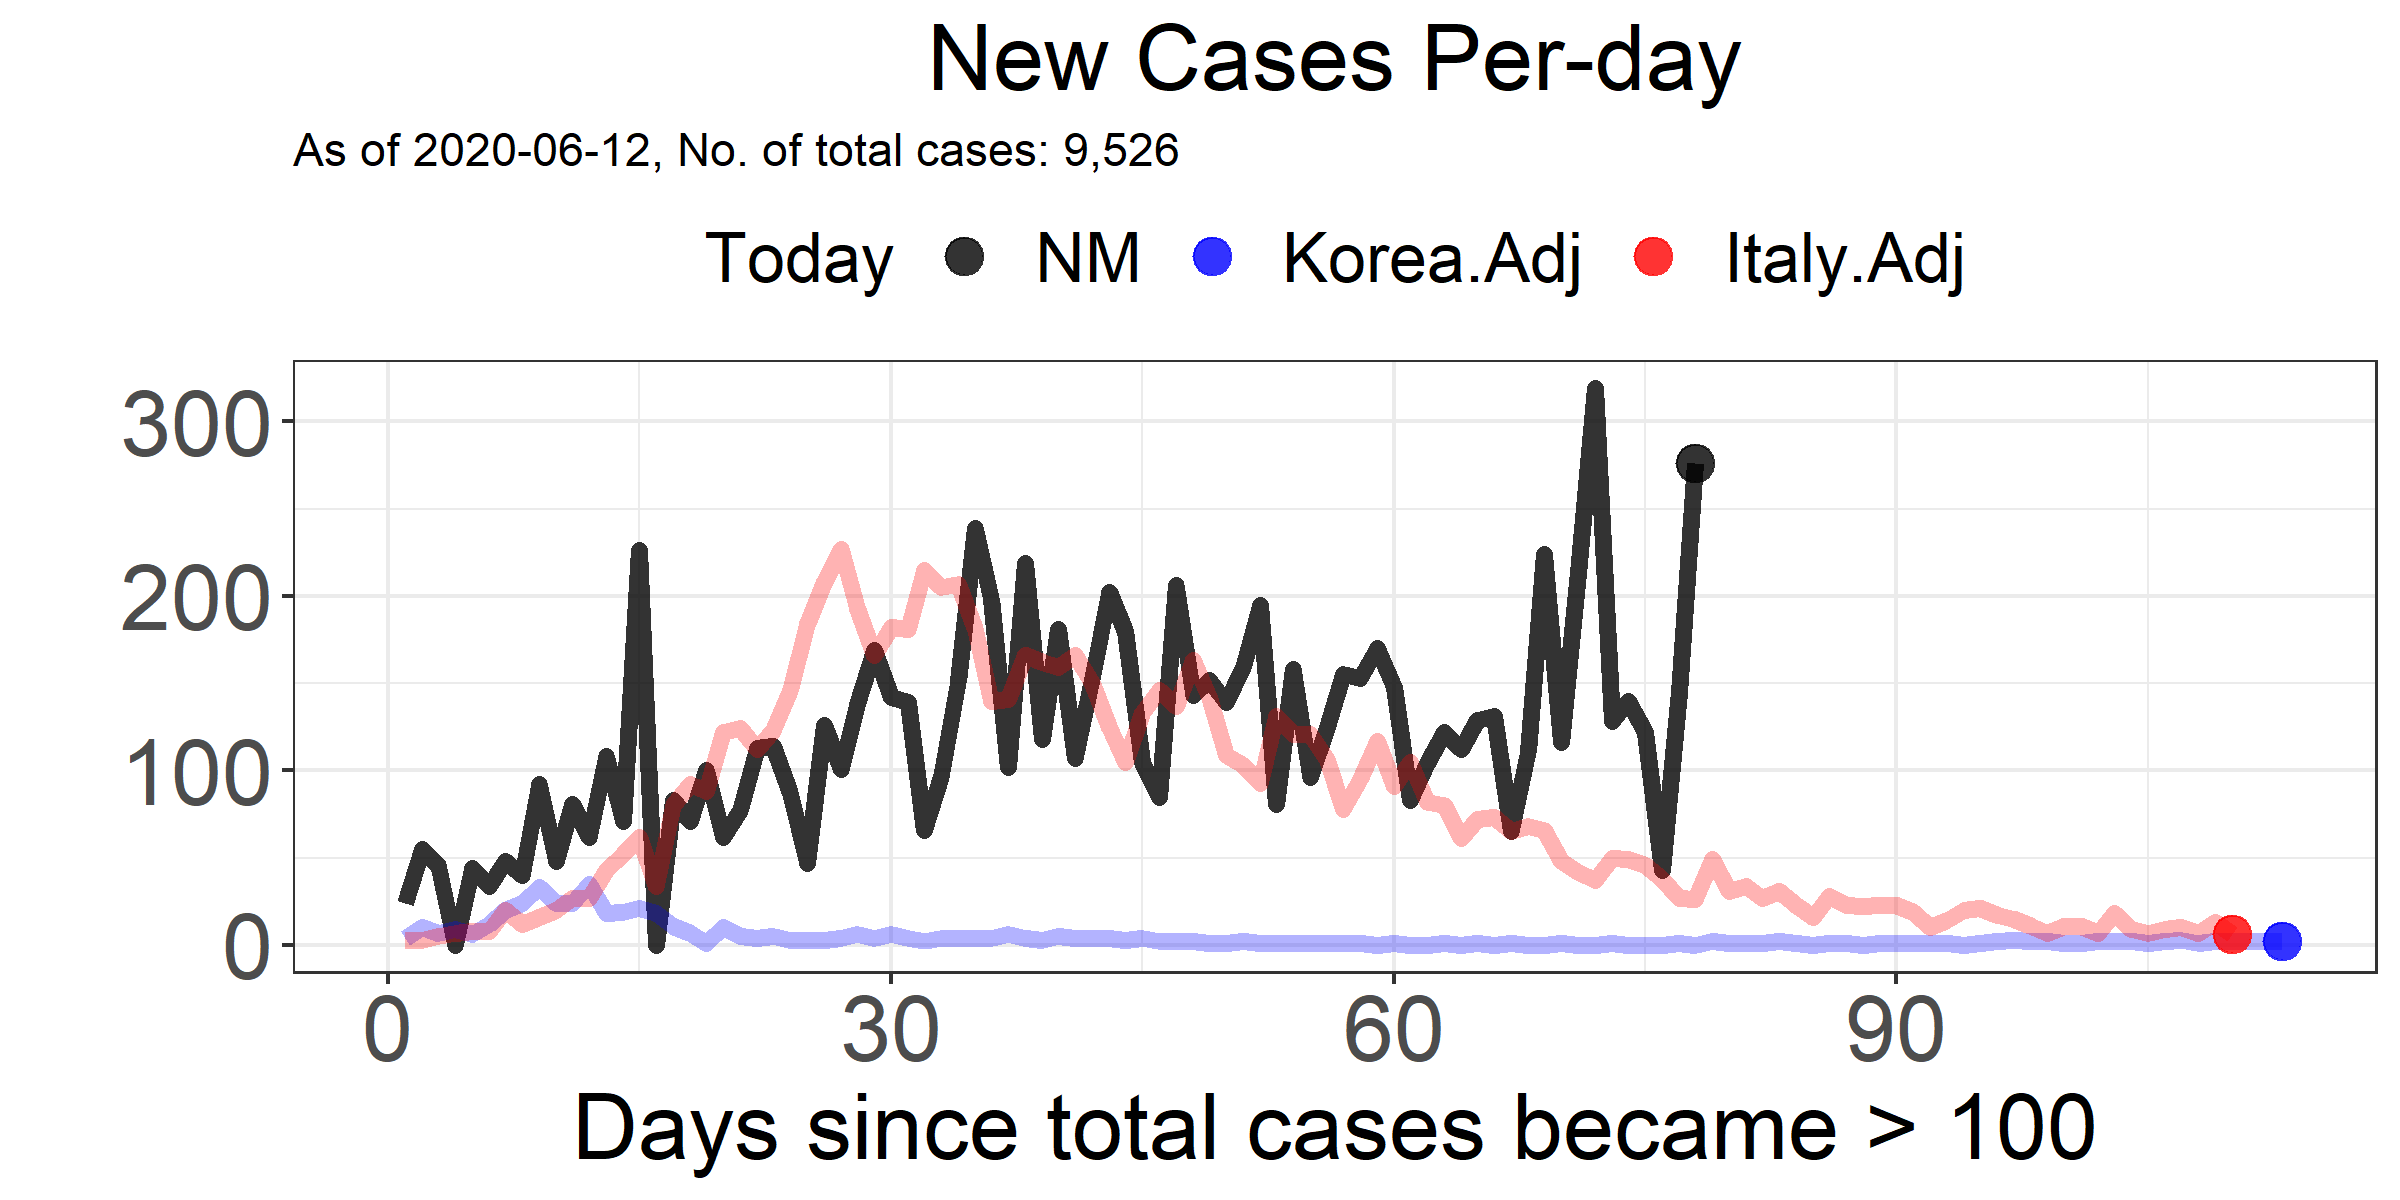 New Cases Per-day
As of 2020-06-12, No. of total cases: 9,526
Today NM Korea.Adj Italy.Adj
300
200
100
0
0 30 60 90
Days since total cases became > 100